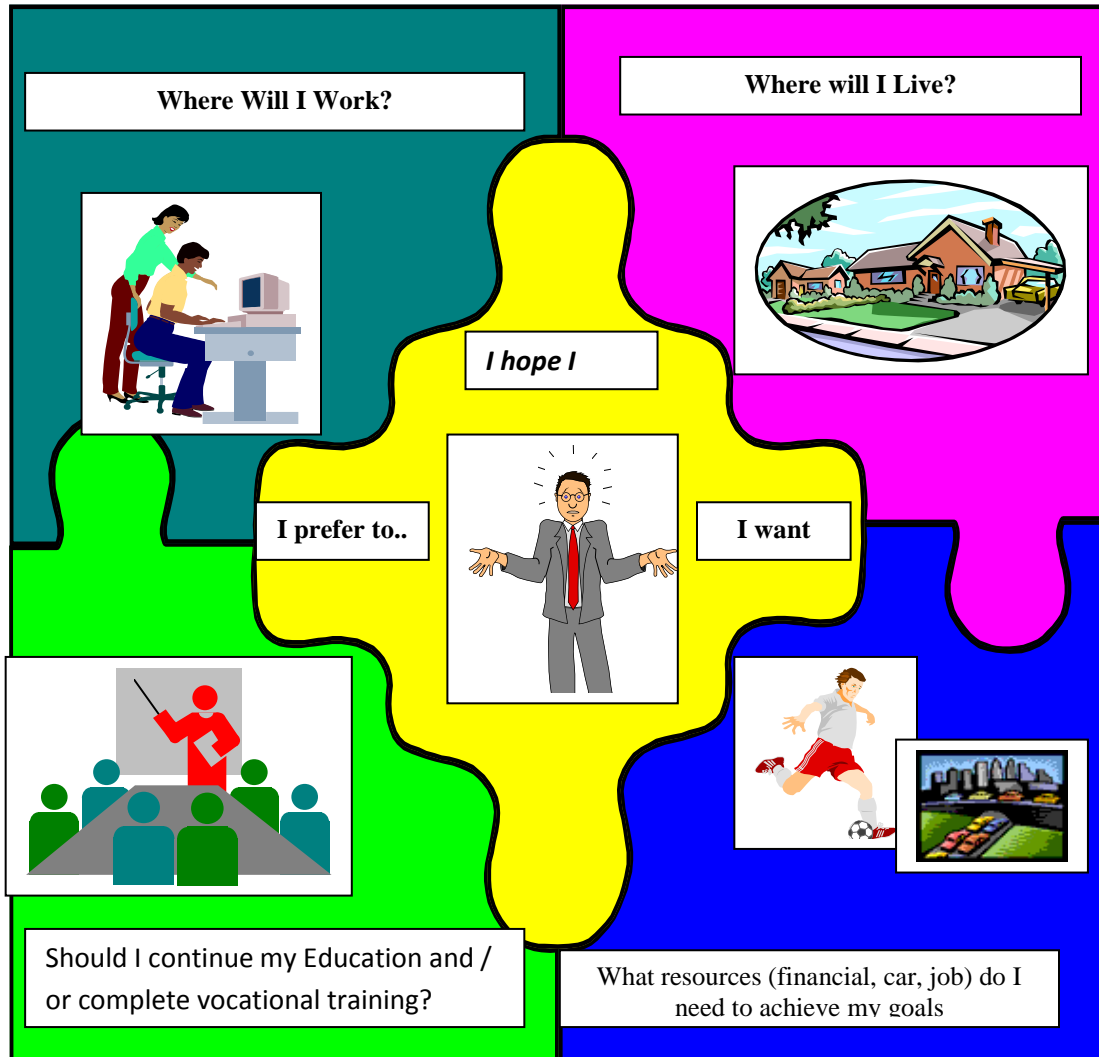 Where Will I Work?
Where will I Live?
I hope I
I prefer to..
I want
Should I continue my Education and /
or complete vocational training?
What resources (financial, car, job) do I
need to achieve my goals